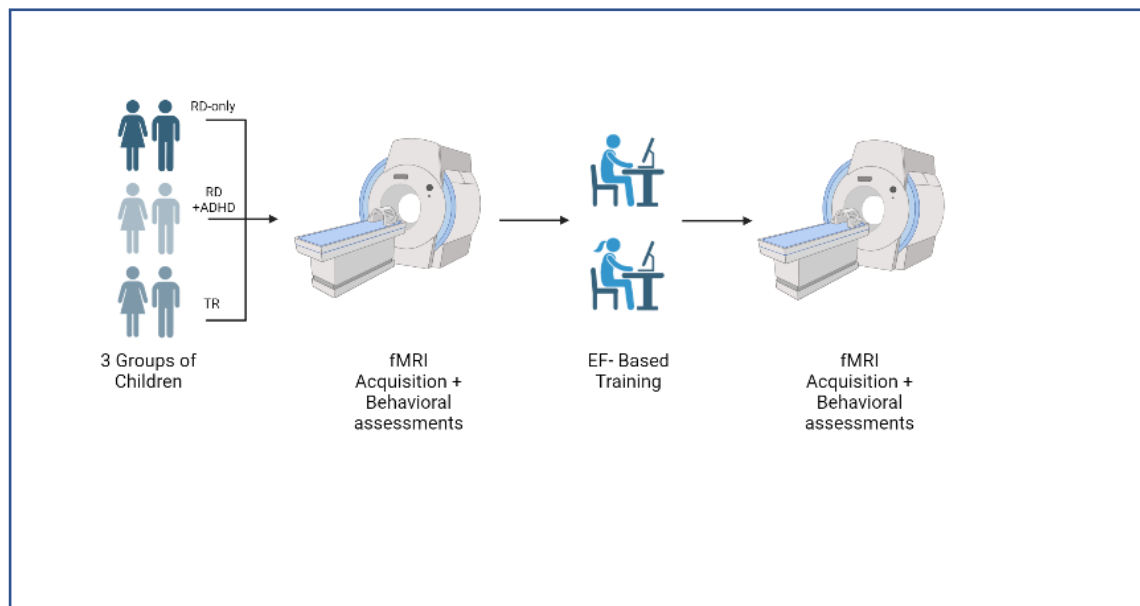 RD-only
RD
+ADHD
TR
3 Groups of
Children
fMRI
Acquisition +
Behavioral
assessments
EF- Based
Training
fMRI
Acquisition +
Behavioral
assessments